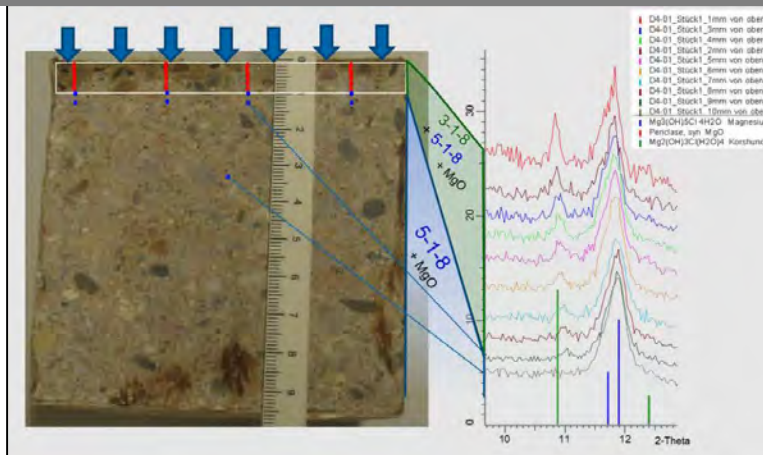 D4-01_Stück1_1mm von ober
D4-01_Stück1_3mm von ober
D4-01_Stück1_4mm von ober
D4-01_Stück1_2mm von ober
D4-01_Stück1_5mm von ober
D4-01_Stück1_6mm von ober
D4-01_Stück1_7mm von ober
D4-01_Stück1_8mm von ober
D4-01_Stück1_9mm von ober
D4-01_Stück1_10mm von obe
Mg3(OH)5Cl 4H2O Magnesiu
Periclase, syn MgO
Mg2(OH)3Cl(H2O)4 Korshuno
0
2
3
4
5
6
7
8
9
3-1-8
+
5-1-8
+ MgO
5-1-8
+ MgO
30
20
10
0
10 11 12
2-Theta